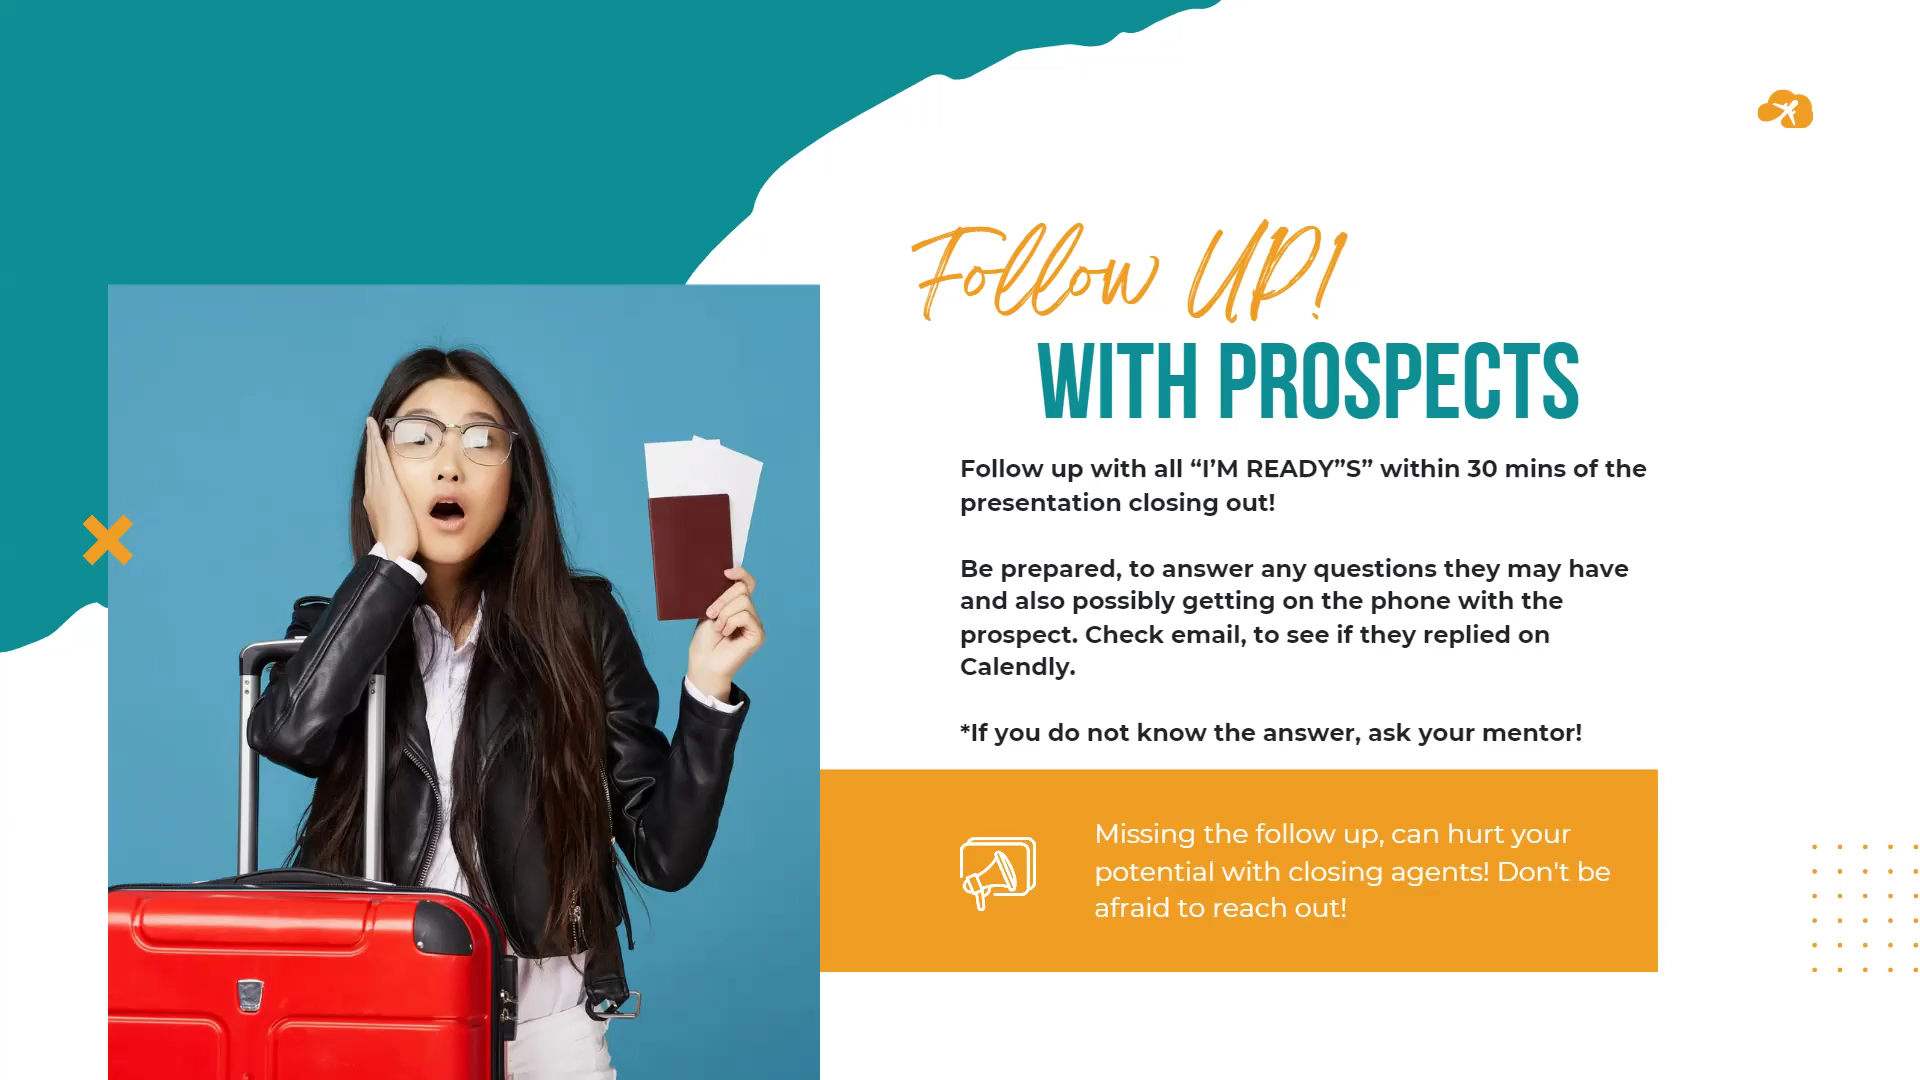 Follow UP!
WITH PROSPECTS
Follow up with all “I’M READY”S” within 30 mins of the
presentation closing out!
Be prepared, to answer any questions they may have
and also possibly getting on the phone with the
prospect. Check email, to see if they replied on
Calendly.
*If you do not know the answer, ask your mentor!
Missing the follow up, can hurt your
potential with closing agents! Don't be
afraid to reach out!